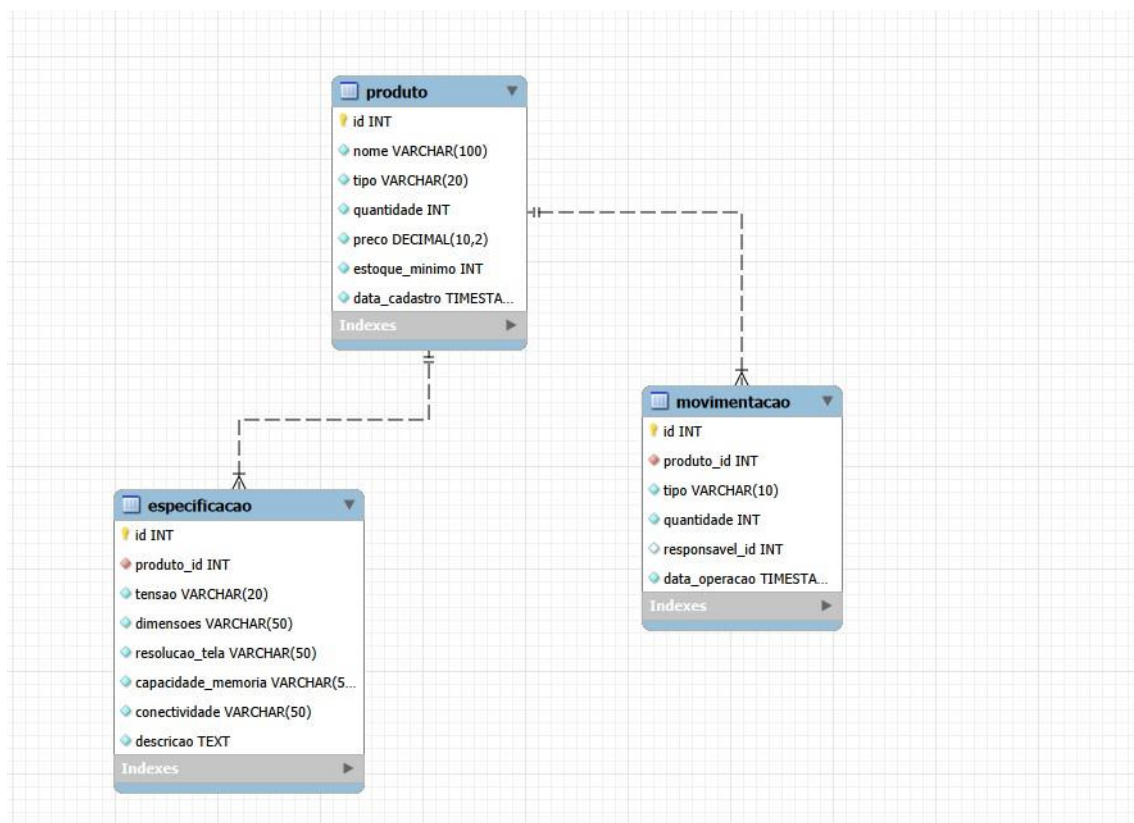 produto
id INT
nome VARCHAR(100)
tipo VARCHAR(20)
quantidade INT
preco DECIMAL(10,2)
estoque_minimo INT
data_cadastro TIMESTA...
Indexes
movimentacao
id INT
produto_id INT
tipo VARCHAR(10)
quantidade INT
responsavel_id INT
data_operacao TIMESTA...
Indexes
especificacao
id INT
produto_id INT
tensao VARCHAR(20)
dimensoes VARCHAR(50)
resolucao_tela VARCHAR(50)
capacidade_memoria VARCHAR(5...
conectividade VARCHAR(50)
descricao TEXT
Indexes